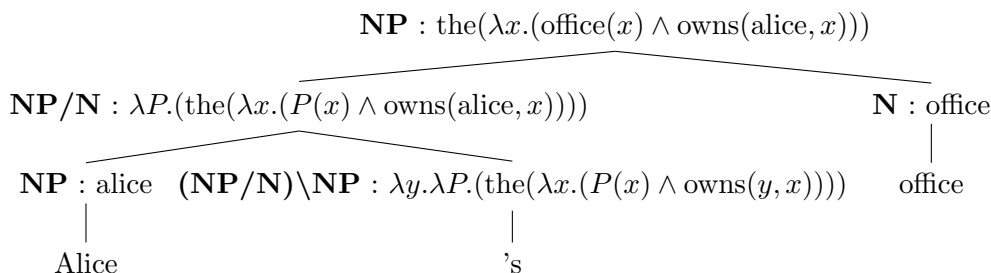 NP : the(λx.(office(x) ∧ owns(alice, x)))
NP/N : λP.(the(λx.(P(x) ∧ owns(alice, x)))) N : office
NP : alice (NP/N)\NP : λy.λP.(the(λx.(P(x) ∧ owns(y, x)))) office
Alice 's